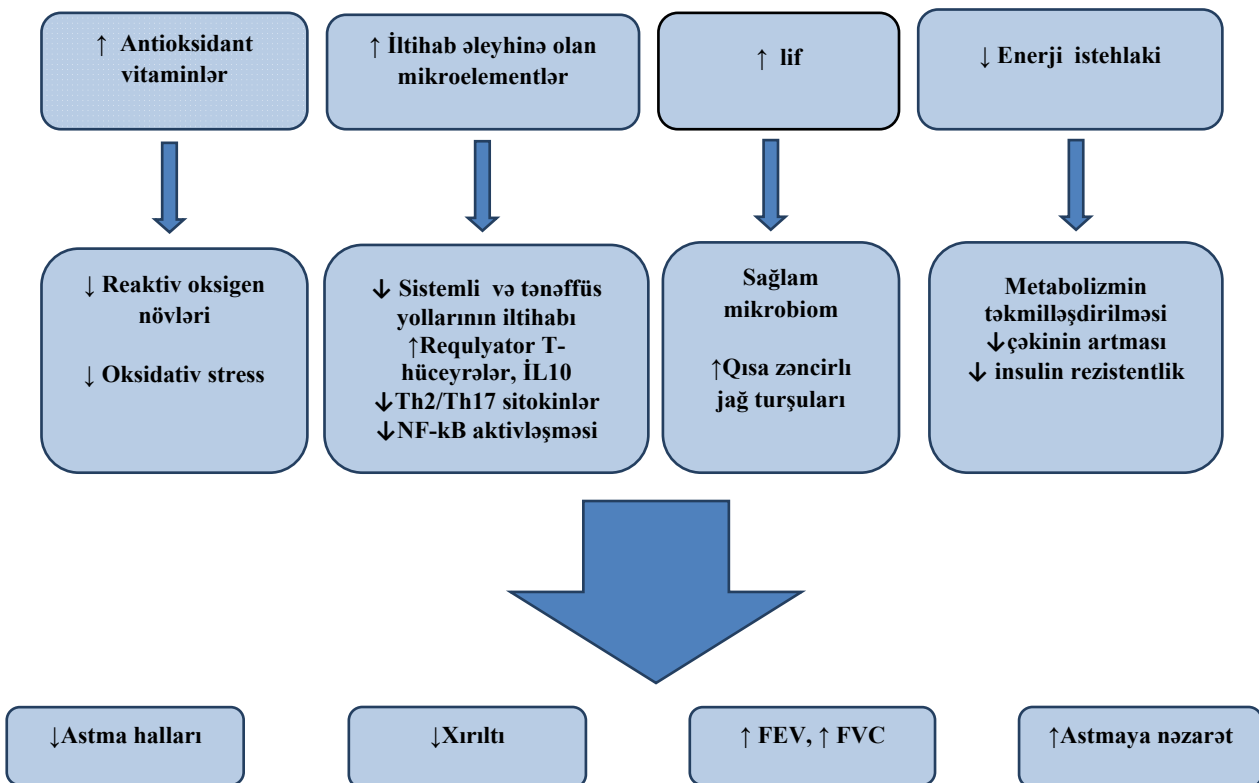 ↑ Antioksidant
vitaminlər
↑ İltihab əleyhinə olan
mikroelementlər
↑ lif
↓ Enerji istehlaki
↓ Reaktiv oksigen
növləri
↓ Oksidativ stress
↓ Sistemli və tənəffüs
yollarının iltihabı
↑Requlyator T-
hüceyrələr, İL10
↓Th2/Th17 sitokinlər
↓NF-kB aktivləşməsi
Sağlam
mikrobiom
↑Qısa zəncirli
jağ turşuları
Metabolizmin
təkmilləşdirilməsi
↓çəkinin artması
↓ insulin rezistentlik
↓Astma halları
↓Xırıltı
↑ FEV, ↑ FVC
↑Astmaya nəzarət